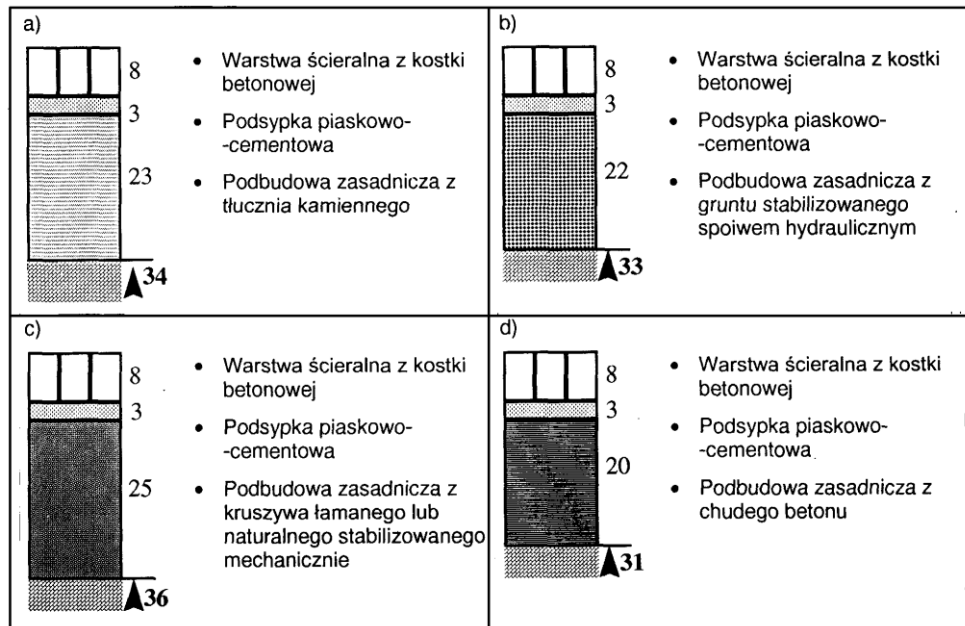 a)
8
3
23
34
• Warstwa ścieralna z kostki
betonowej
• Podsypka piaskowo-
-cementowa
• Podbudowa zasadnicza z
tłucznia kamiennego
b)
8
3
22
33
• Warstwa ścieralna z kostki
betonowej
• Podsypka piaskowo-
-cementowa
• Podbudowa zasadnicza z
gruntu stabilizowanego
spoiwem hydraulicznym
c)
8
3
25
36
• Warstwa ścieralna z kostki
betonowej
• Podsypka piaskowo-
-cementowa
• Podbudowa zasadnicza z
kruszywa łamanego lub
naturalnego stabilizowanego
mechanicznie
d)
8
3
20
31
• Warstwa ścieralna z kostki
betonowej
• Podsypka piaskowo-
-cementowa
• Podbudowa zasadnicza z
chudego betonu